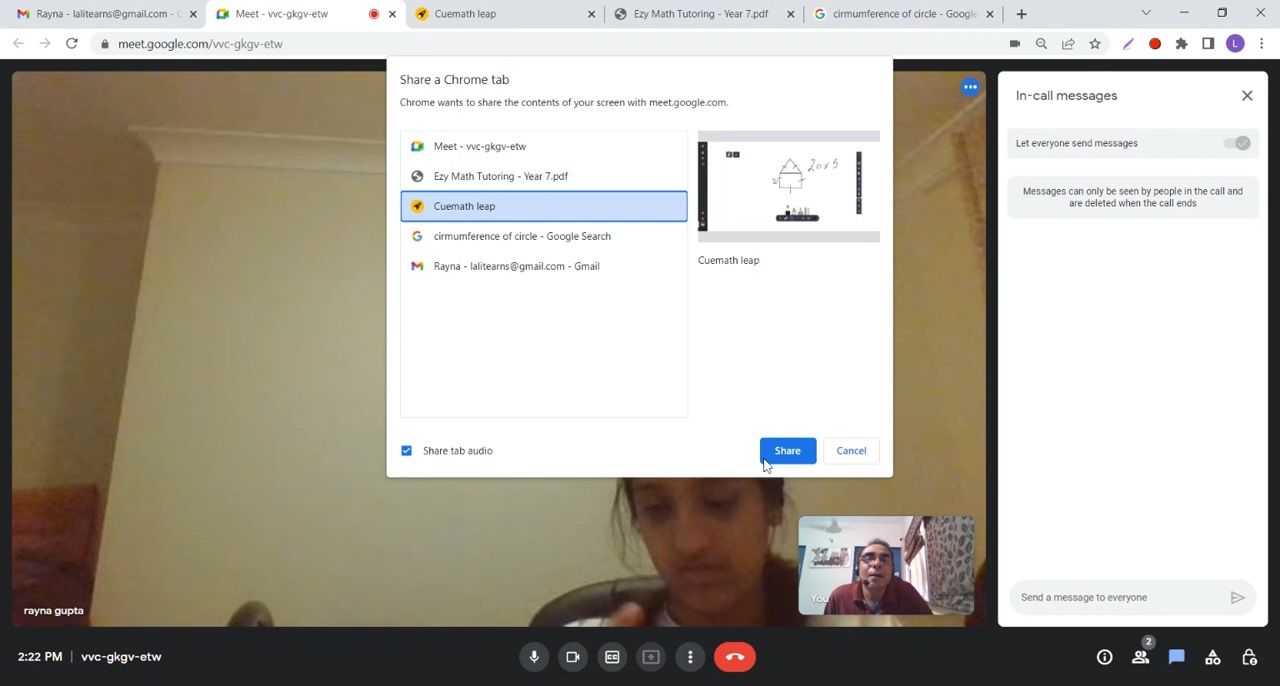 Rayna - lalitearns@gmail.com - G
Meet - vvc-gkgv-etw
Cuemath leap
Ezy Math Tutoring - Year 7.pdf
cirmumference of circle - Google
meet.google.com/vvc-gkgv-etw
L
Share a Chrome tab
Chrome wants to share the contents of your screen with meet.google.com.
Meet - vvc-gkgv-etw
Ezy Math Tutoring - Year 7.pdf
Cuemath leap
cirmumference of circle - Google Search
Rayna - lalitearns@gmail.com - Gmail
20 x 5
Cuemath leap
Share tab audio
Share
Cancel
In-call messages
Let everyone send messages
Messages can only be seen by people in the call and
are deleted when the call ends
Send a message to everyone
rayna gupta
You
2:22 PM | vvc-gkgv-etw
2